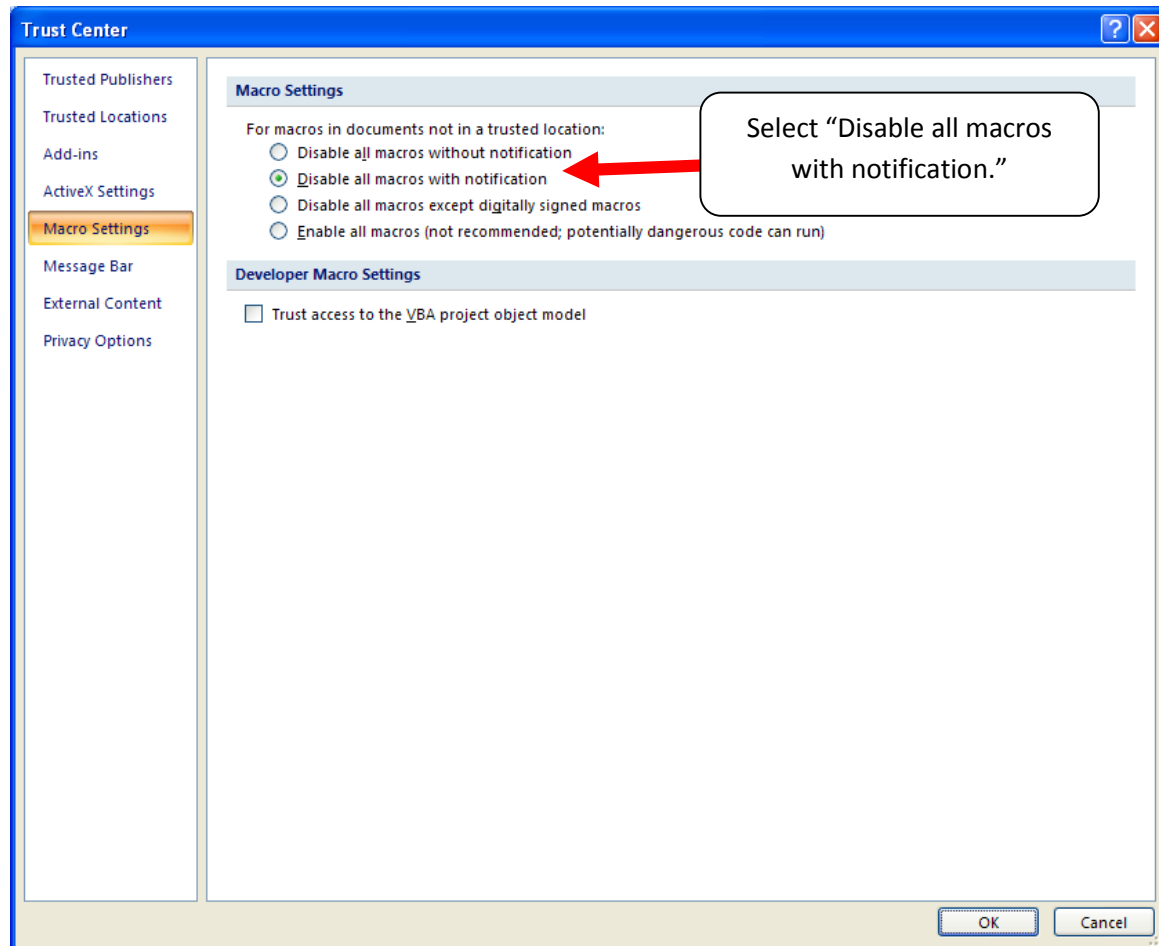 Trust Center
Trusted Publishers
Trusted Locations
Add-ins
ActiveX Settings
Macro Settings
Message Bar
External Content
Privacy Options
Macro Settings
For macros in documents not in a trusted location:
Disable all macros without notification
Disable all macros with notification
Disable all macros except digitally signed macros
Enable all macros (not recommended; potentially dangerous code can run)
Select “Disable all macros
with notification.”
Developer Macro Settings
Trust access to the VBA project object model
OK
Cancel